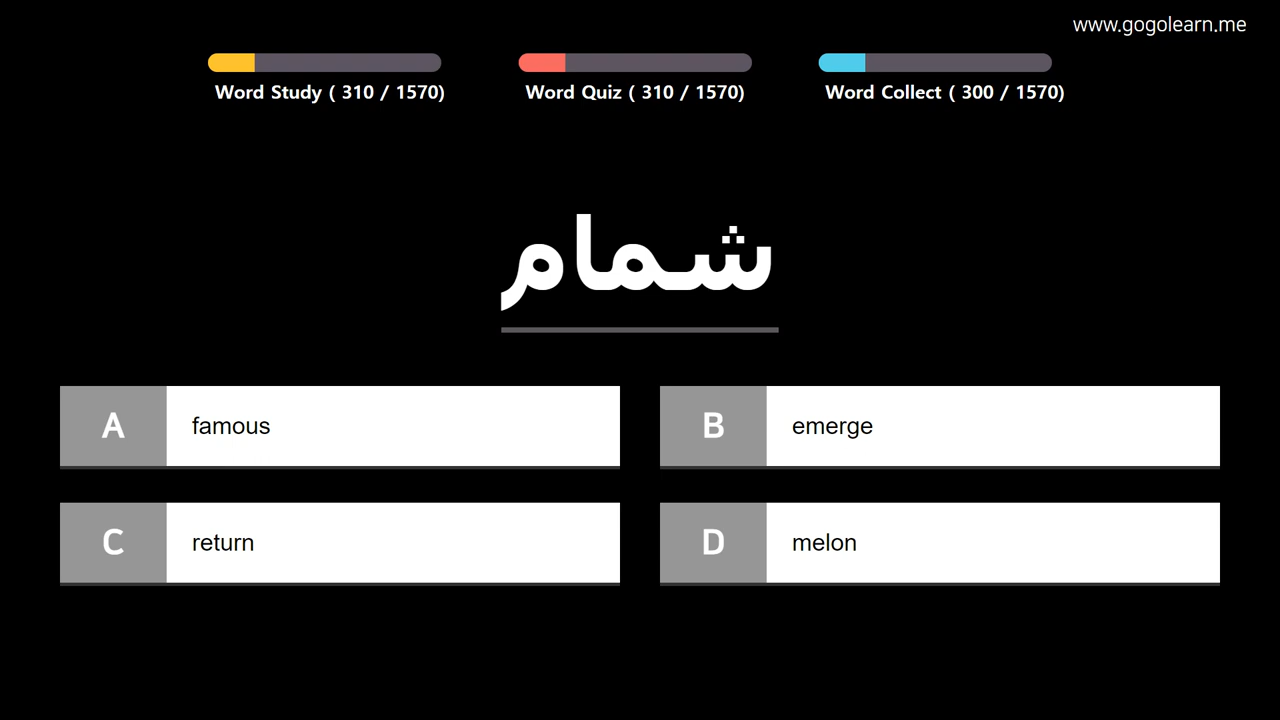 www.gogolearn.me
Word Study ( 310 / 1570)
Word Quiz ( 310 / 1570)
Word Collect ( 300 / 1570)
شمام
A famous
B emerge
C return
D melon